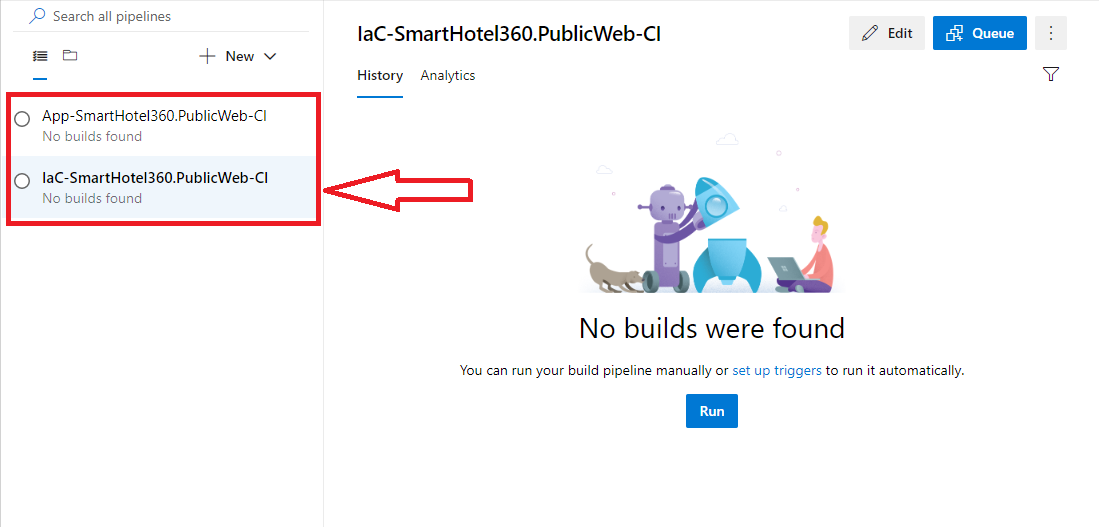 Search all pipelines
New
App-SmartHotel360.PublicWeb-CI
No builds found
IaC-SmartHotel360.PublicWeb-CI
No builds found
IaC-SmartHotel360.PublicWeb-CI
Edit
Queue
History Analytics
No builds were found
You can run your build pipeline manually or set up triggers to run it automatically.
Run